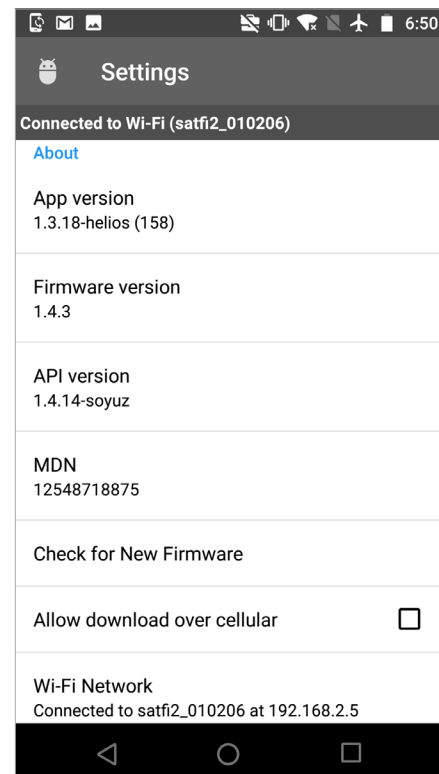 6:50
Settings
Connected to Wi-Fi (satfi2_010206)
About
App version
1.3.18-helios (158)
Firmware version
1.4.3
API version
1.4.14-soyuz
MDN
12548718875
Check for New Firmware
Allow download over cellular
Wi-Fi Network
Connected to satfi2_010206 at 192.168.2.5